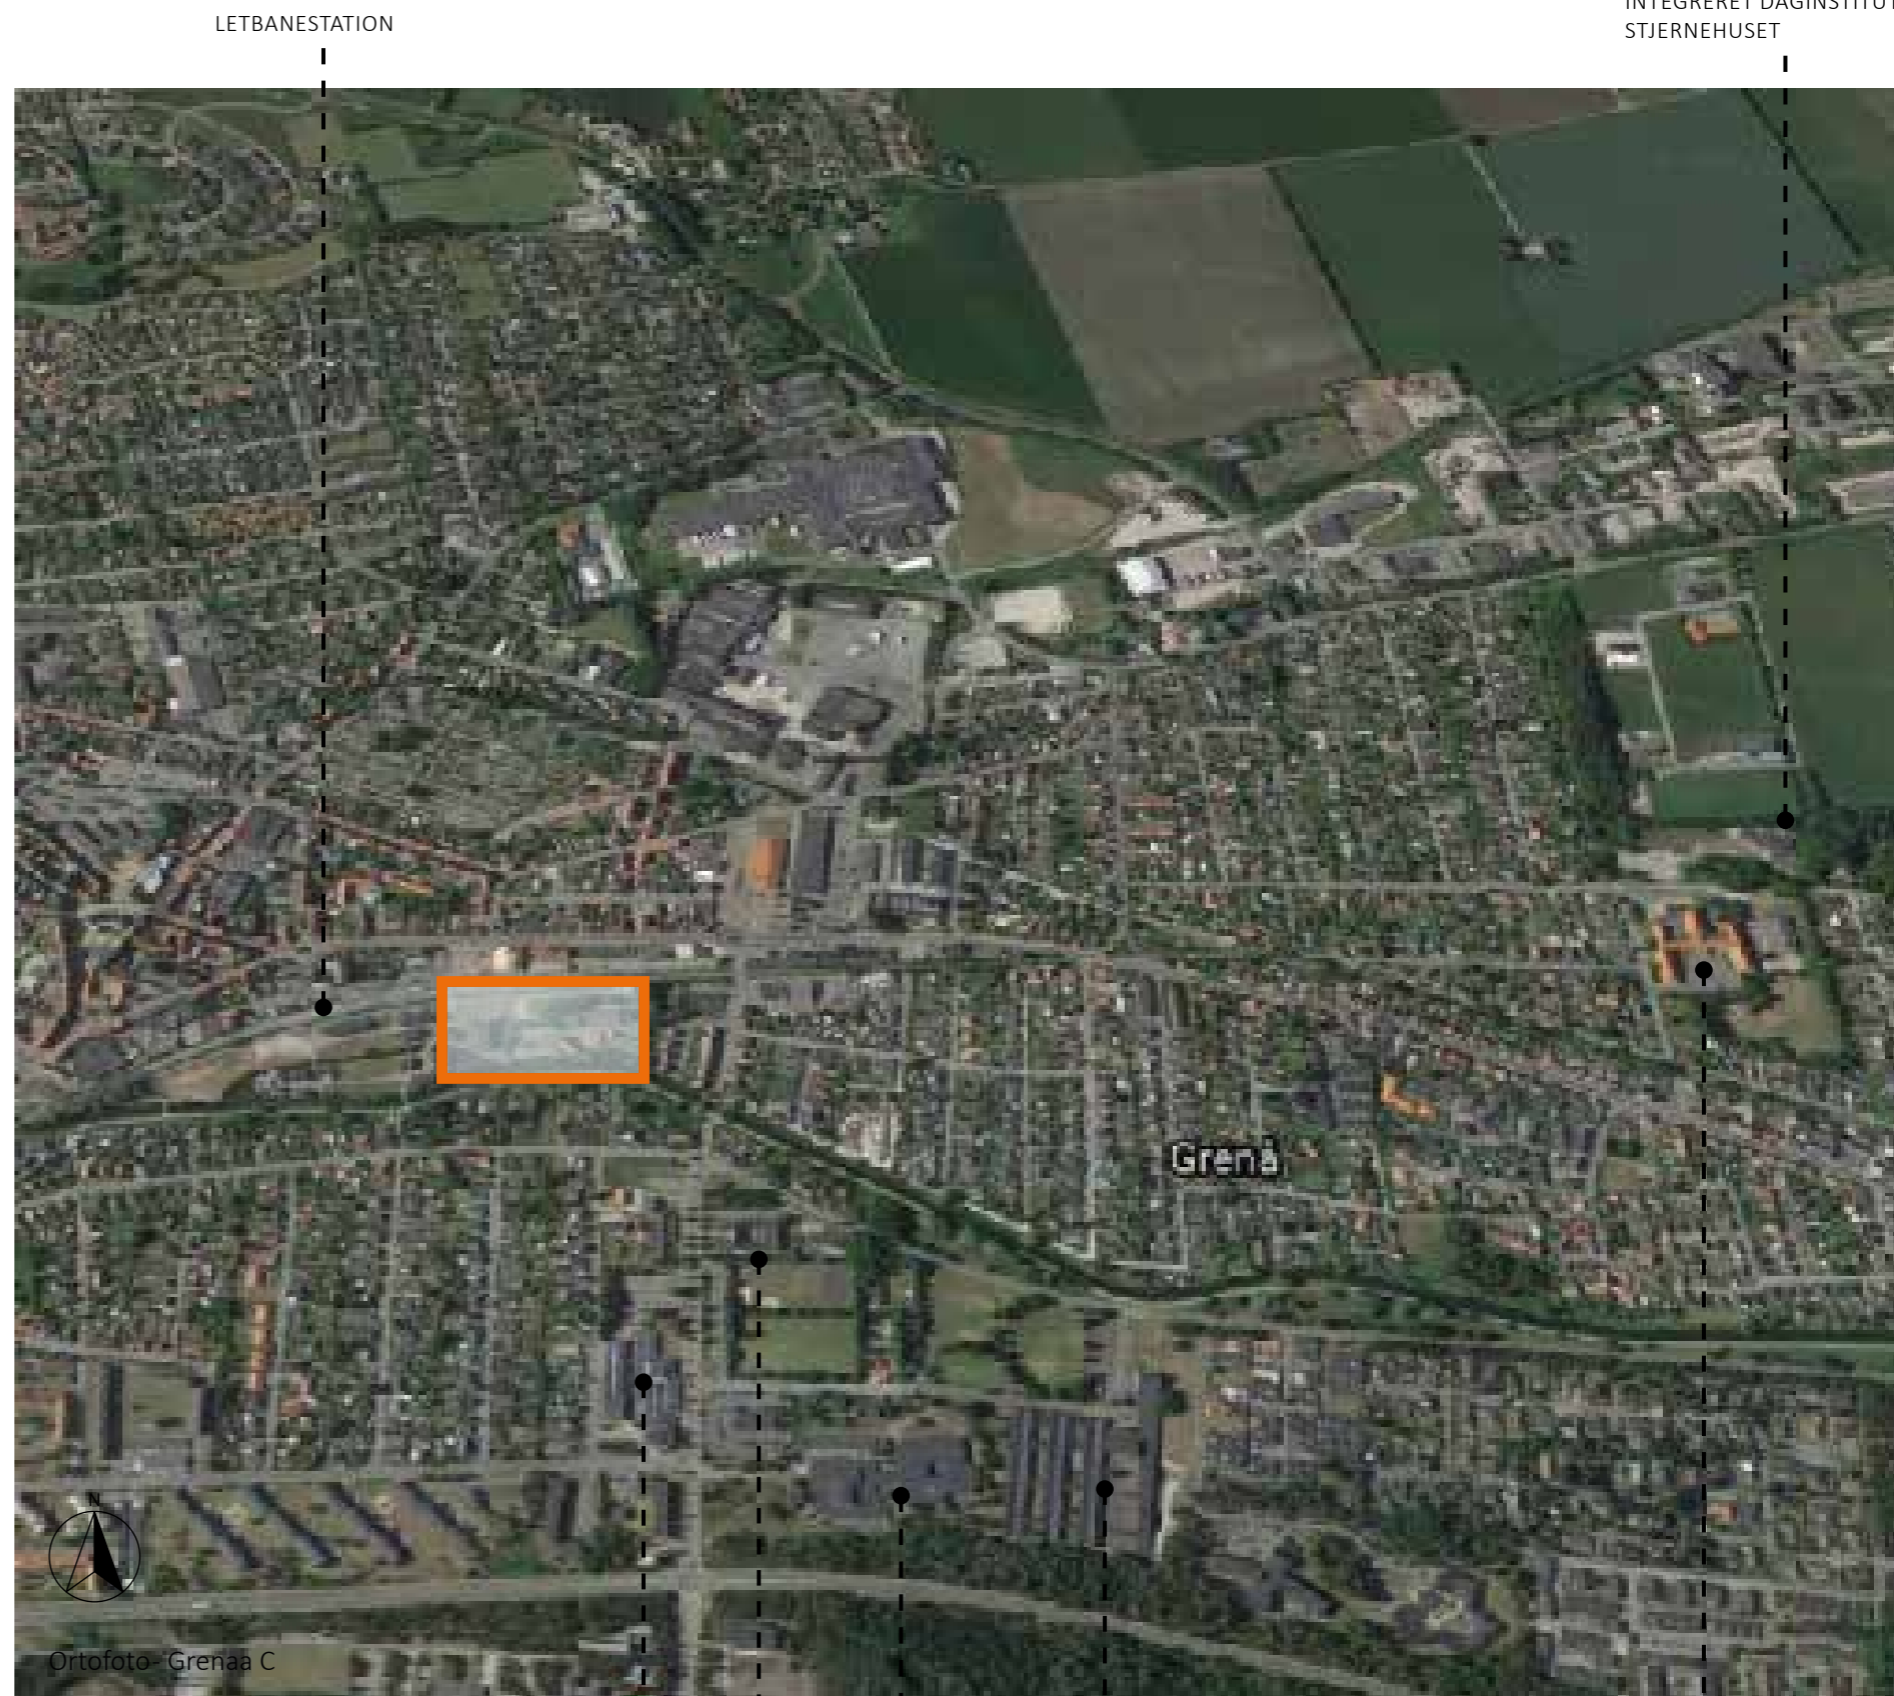 LETBANESTATION
INTEGRERET DAGINSTITUT
STJERNEHUSET
Grenå
N
Ortofoto- Grenaa C